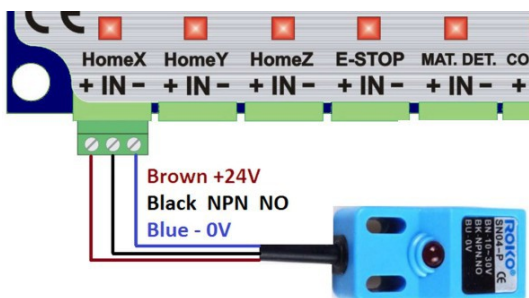 CE
HomeX HomeY HomeZ E-STOP MAT. DET. CO
+ IN - + IN - + IN - + IN - + IN - +
Brown +24V
Black NPN NO
Blue - 0V
ROKO
SN04-P CE
BN:10-30V
BK:NPN.NO
BU:0V